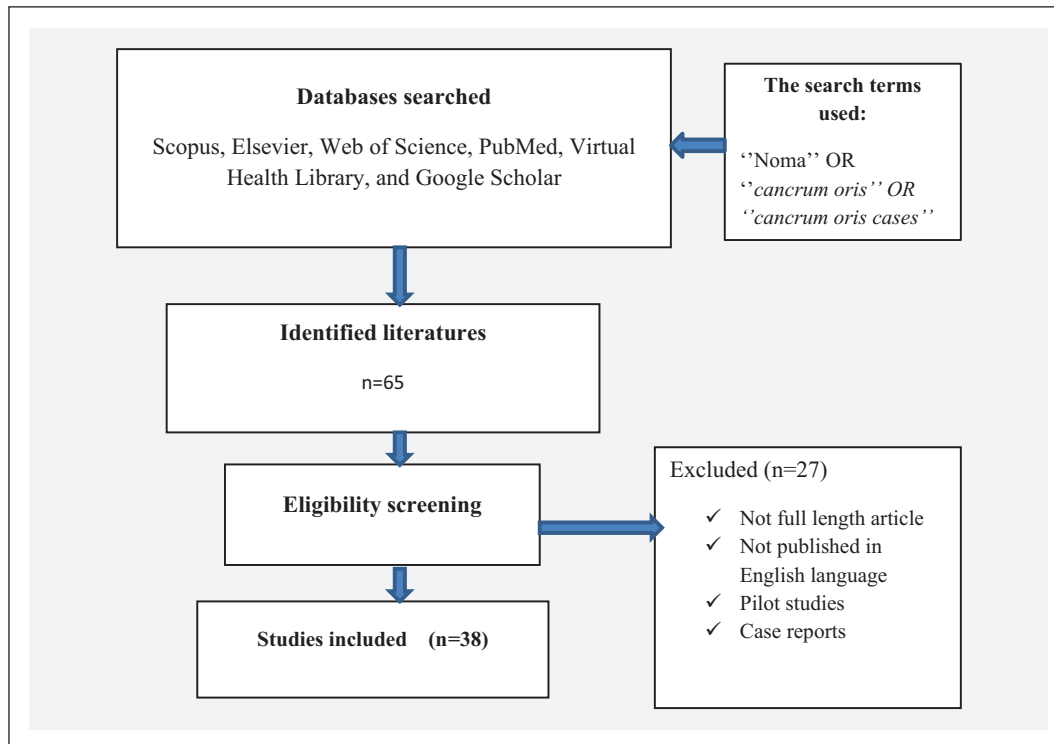 Databases searched
Scopus, Elsevier, Web of Science, PubMed, Virtual
Health Library, and Google Scholar
The search terms
used:
‘’Noma’’ OR
‘’cancrum oris’’ OR
‘’cancrum oris cases’’
Identified literatures
n=65
Eligibility screening
Excluded (n=27)
✓ Not full length article
✓ Not published in
English language
✓ Pilot studies
✓ Case reports
Studies included (n=38)